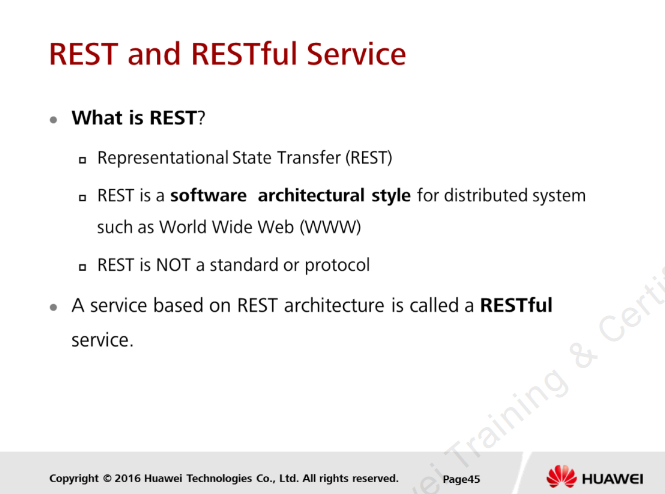 REST and RESTful Service
What is REST?
Representational State Transfer (REST)
REST is a software architectural style for distributed system
such as World Wide Web (WWW)
REST is NOT a standard or protocol
A service based on REST architecture is called a RESTful
service.
Training &
Copyright © 2016 Huawei Technologies Co., Ltd. All rights reserved.
Page45
HUAWEI